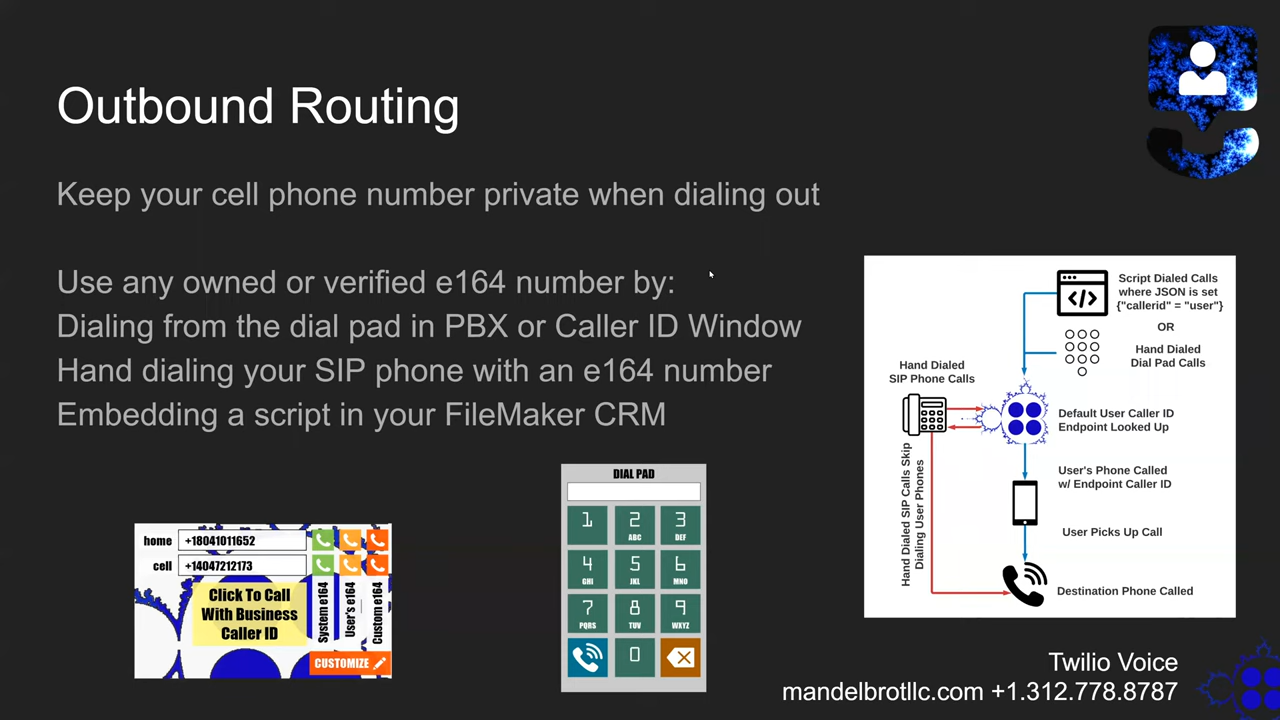 Outbound Routing
Keep your cell phone number private when dialing out
Use any owned or verified e164 number by:
Dialing from the dial pad in PBX or Caller ID Window
Hand dialing your SIP phone with an e164 number
Embedding a script in your FileMaker CRM
home +18041011652
cell +14047212173
Click To Call
With Business
Caller ID
System e164
User's e164
Custom e164
CUSTOMIZE
DIAL PAD
1 2 3
ABC DEF
4 5 6
GHI JKL MNO
7 8 9
PQRS TUV WXYZ
0
Script Dialed Calls
where JSON is set
{"callerid" = "user"}
OR
Hand Dialed
Dial Pad Calls
Hand Dialed
SIP Phone Calls
Default User Caller ID
Endpoint Looked Up
User's Phone Called
w/ Endpoint Caller ID
User Picks Up Call
Hand Dialed SIP Calls Skip
Dialing User Phones
Destination Phone Called
Twilio Voice
mandelbrotllc.com +1.312.778.8787